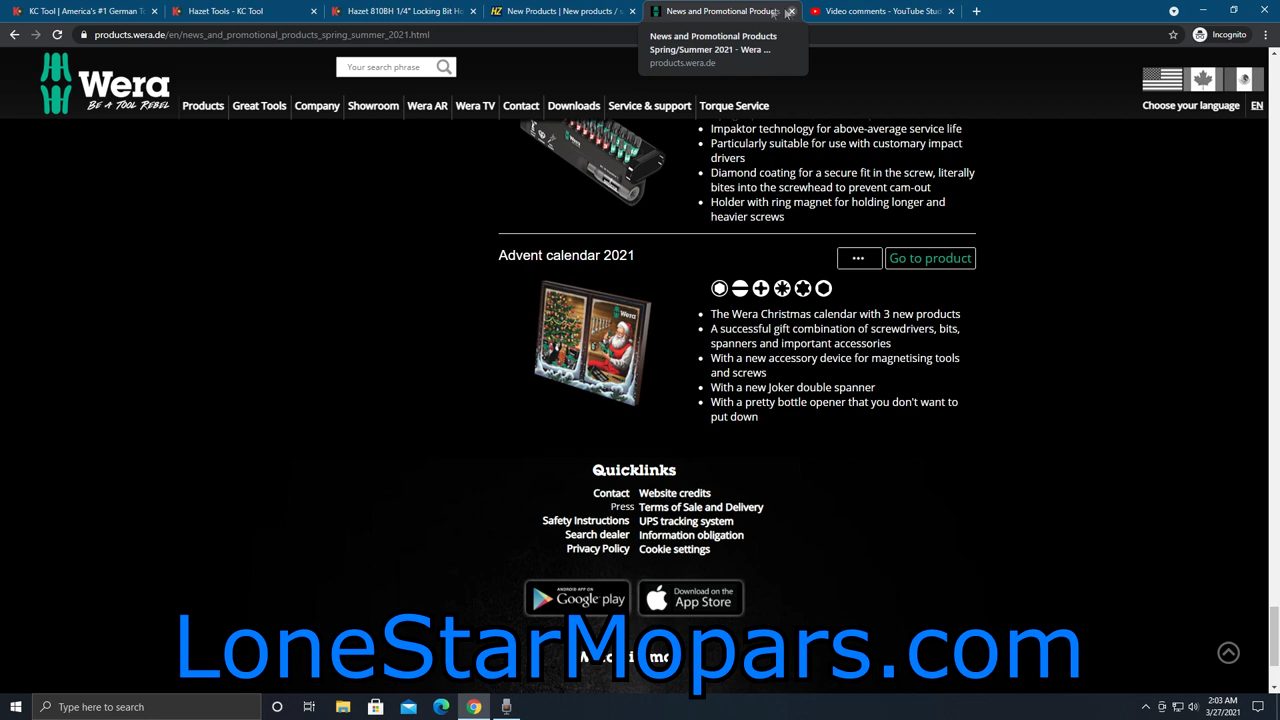 KC Tool | America's #1 German T
Hazet Tools - KC Tool
Hazet 810BH 1/4" Locking Bit Ho
New Products | New products / s
News and Promotional Products
Video comments - YouTube Stud
products.wera.de/en/news_and_promotional_products_spring_summer_2021.html
Incognito
News and Promotional Products
Spring/Summer 2021 - Wera ...
products.wera.de
Wera
BE A TOOL REBEL
Your search phrase
Products Great Tools Company Showroom Wera AR Wera TV Contact Downloads Service & support Torque Service
Choose your language EN
Impaktor technology for above-average service life
Particularly suitable for use with customary impact
drivers
Diamond coating for a secure fit in the screw, literally
bites into the screwhead to prevent cam-out
Holder with ring magnet for holding longer and
heavier screws
Advent calendar 2021
... Go to product
Wera
The Wera Christmas calendar with 3 new products
A successful gift combination of screwdrivers, bits,
spanners and important accessories
With a new accessory device for magnetising tools
and screws
With a new Joker double spanner
With a pretty bottle opener that you don't want to
put down
Quicklinks
Contact Website credits
Press Terms of Sale and Delivery
Safety Instructions UPS tracking system
Search dealer Information obligation
Privacy Policy Cookie settings
ANDROID APP ON
Google play
Download on the
App Store
LoneStarMopars.com
Type here to search
2:03 AM
3/27/2021